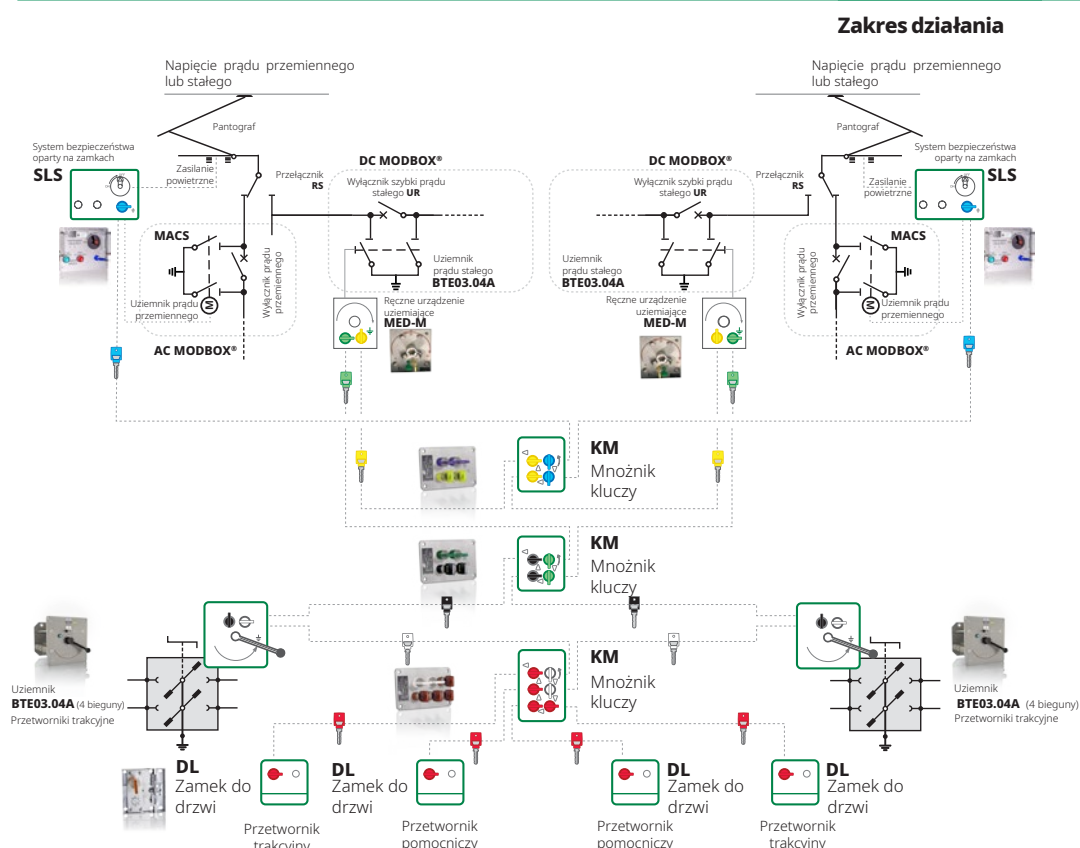 Zakres działania
Napięcie prądu przemiennego
lub stałego
Pantograf
System bezpieczeństwa
oparty na zamkach
SLS
Zasilanie
powietrzne
Przełącznik
RS
DC MODBOX®
Wyłącznik szybki prądu
stałego UR
MACS
Wyłącznik prądu
przemiennego
Uziemnik prądu
przemiennego
M
AC MODBOX®
Uziemnik
prądu stałego
BTE03.04A
Ręczne urządzenie
uziemiające
MED-M
Napięcie prądu przemiennego
lub stałego
Pantograf
System bezpieczeństwa
oparty na zamkach
SLS
Zasilanie
powietrzne
Przełącznik
RS
DC MODBOX®
Wyłącznik szybki prądu
stałego UR
MACS
Wyłącznik prądu
przemiennego
Uziemnik prądu
przemiennego
M
AC MODBOX®
Uziemnik
prądu stałego
BTE03.04A
Ręczne urządzenie
uziemiające
MED-M
KM
Mnożnik
kluczy
KM
Mnożnik
kluczy
KM
Mnożnik
kluczy
Uziemnik
BTE03.04A (4 bieguny)
Przetworniki trakcyjne
Uziemnik
BTE03.04A (4 bieguny)
Przetworniki trakcyjne
DL
Zamek do
drzwi
Przetwornik
trakcyjny
DL
Zamek do
drzwi
Przetwornik
pomocniczy
DL
Zamek do
drzwi
Przetwornik
pomocniczy
DL
Zamek do
drzwi
Przetwornik
trakcyjny